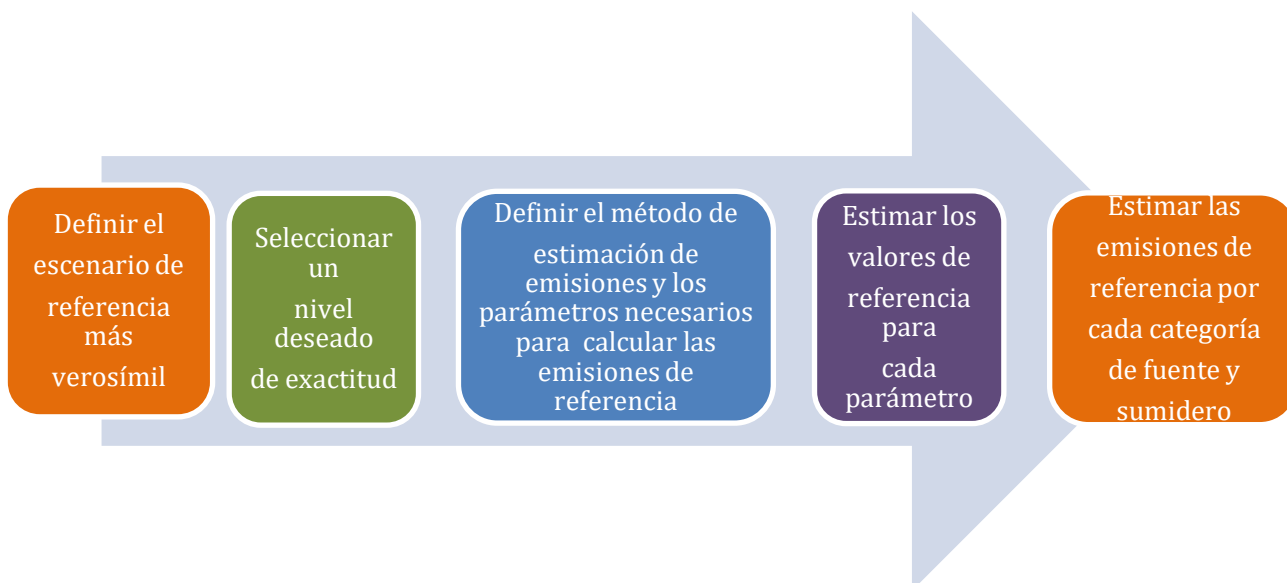 Definir el
escenario de
referencia
más
verosímil
Seleccionar
un
nivel
deseado
de exactitud
Definir el método de
estimación de
emisiones y los
parámetros necesarios
para calcular las
emisiones de
referencia
Estimar los
valores de
referencia
para
cada
parámetro
Estimar las
emisiones de
referencia por
cada categoría
de fuente y
sumidero